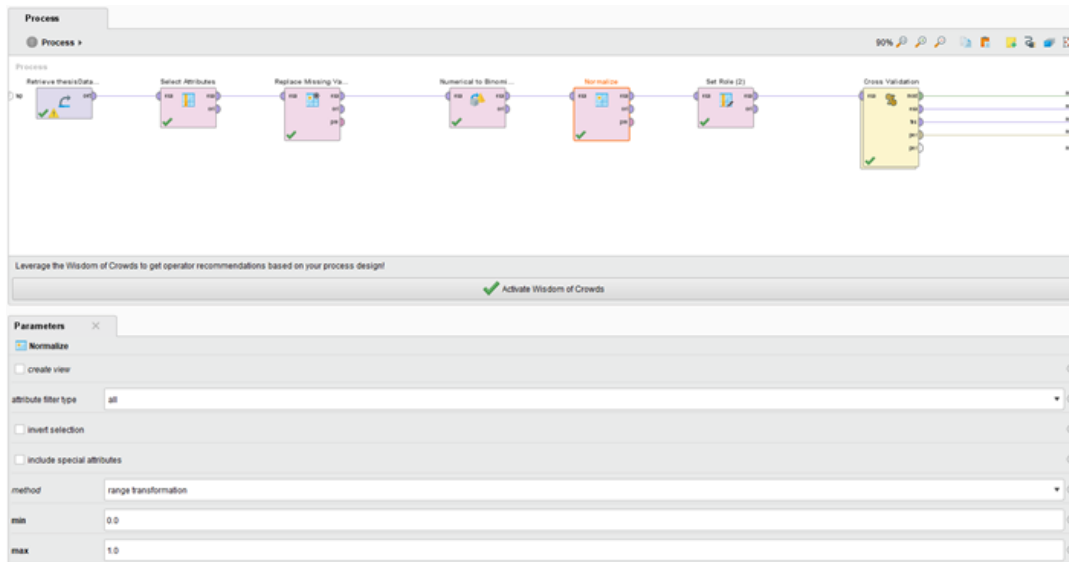 Process
Process ▸
90%
Process
Retrieve thesisData...
Select Attributes
Replace Missing Va...
Numerical to Binomi...
Normalize
Set Role (2)
Cross Validation
Leverage the Wisdom of Crowds to get operator recommendations based on your process design!
Activate Wisdom of Crowds
Parameters
Normalize
create view
attribute filter type
all
invert selection
include special attributes
method
range transformation
min
0.0
max
1.0